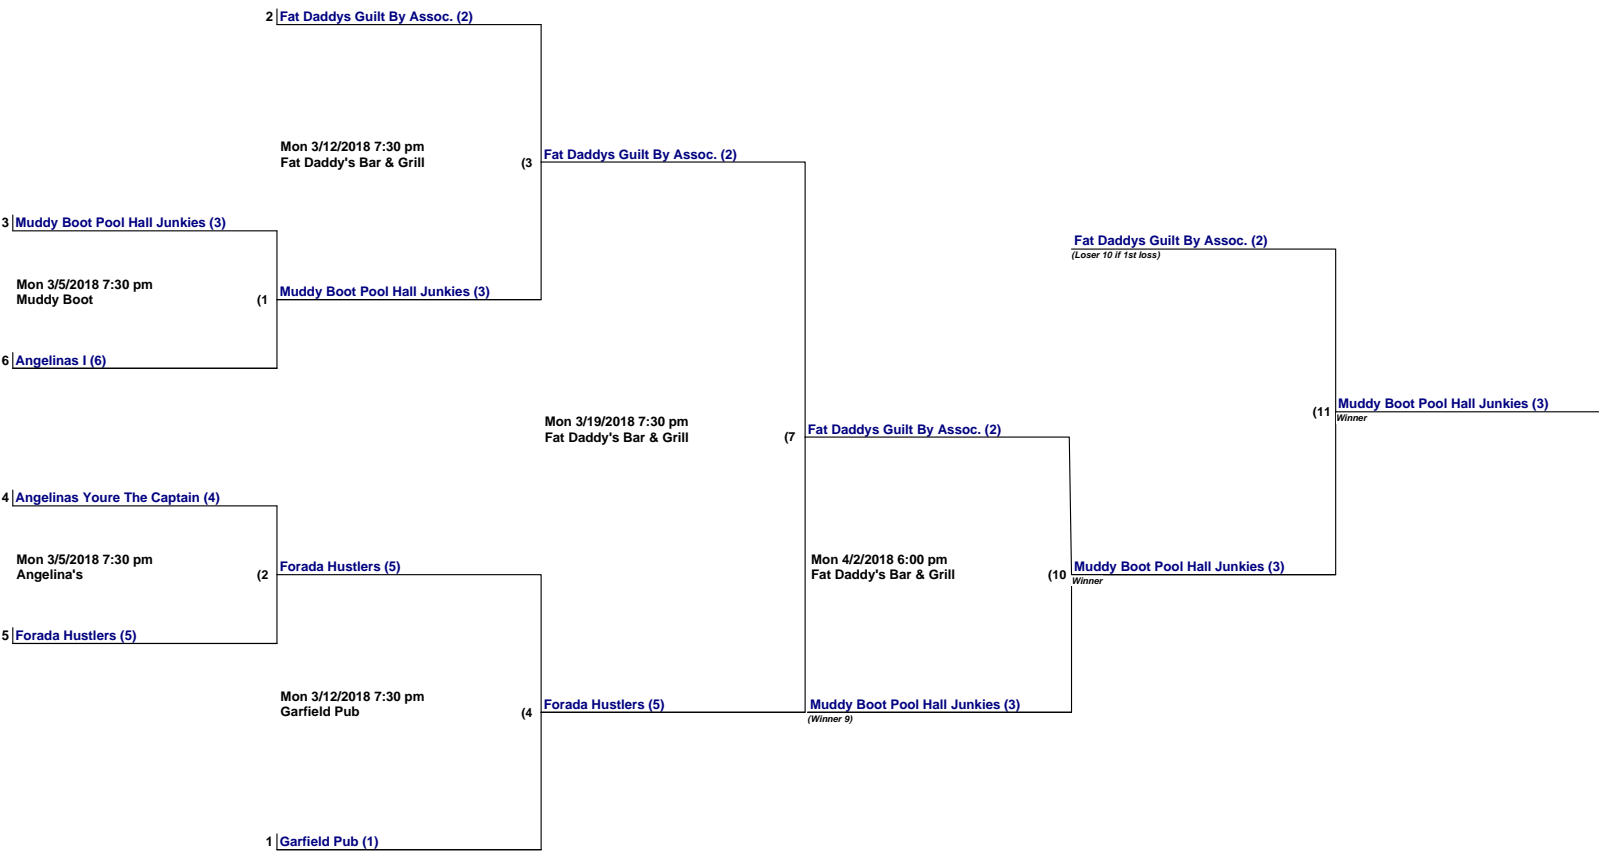 2 Fat Daddys Guilt By Assoc. (2)
Mon 3/12/2018 7:30 pm
Fat Daddy's Bar & Grill (3
Fat Daddys Guilt By Assoc. (2)
3 Muddy Boot Pool Hall Junkies (3)
Mon 3/5/2018 7:30 pm
Muddy Boot (1
Muddy Boot Pool Hall Junkies (3)
6 Angelinas I (6)
Fat Daddys Guilt By Assoc. (2)
(Loser 10 if 1st loss)
Mon 3/19/2018 7:30 pm
Fat Daddy's Bar & Grill (7
Fat Daddys Guilt By Assoc. (2)
(11 Muddy Boot Pool Hall Junkies (3)
Winner
4 Angelinas Youre The Captain (4)
Mon 3/5/2018 7:30 pm
Angelina's (2
Forada Hustlers (5)
5 Forada Hustlers (5)
Mon 4/2/2018 6:00 pm
Fat Daddy's Bar & Grill (10
Muddy Boot Pool Hall Junkies (3)
Winner
Mon 3/12/2018 7:30 pm
Garfield Pub (4
Forada Hustlers (5)
Muddy Boot Pool Hall Junkies (3)
(Winner 9)
1 Garfield Pub (1)